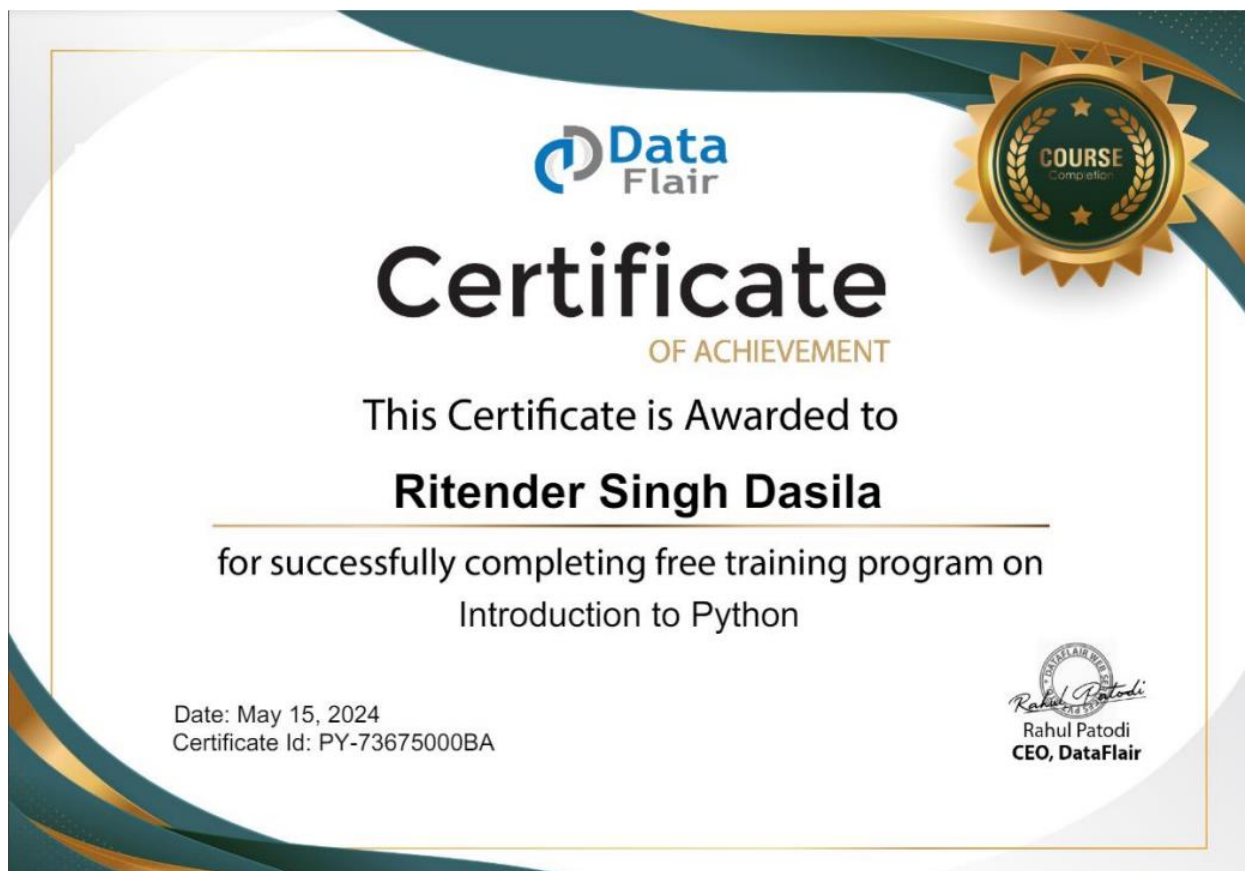 Data
Flair
COURSE
Completion
Certificate
OF ACHIEVEMENT
This Certificate is Awarded to
Ritender Singh Dasila
for successfully completing free training program on
Introduction to Python
Date: May 15, 2024
Certificate Id: PY-73675000BA
DATAFLAIR WEB
Rahul Patodi
Rahul Patodi
CEO, DataFlair